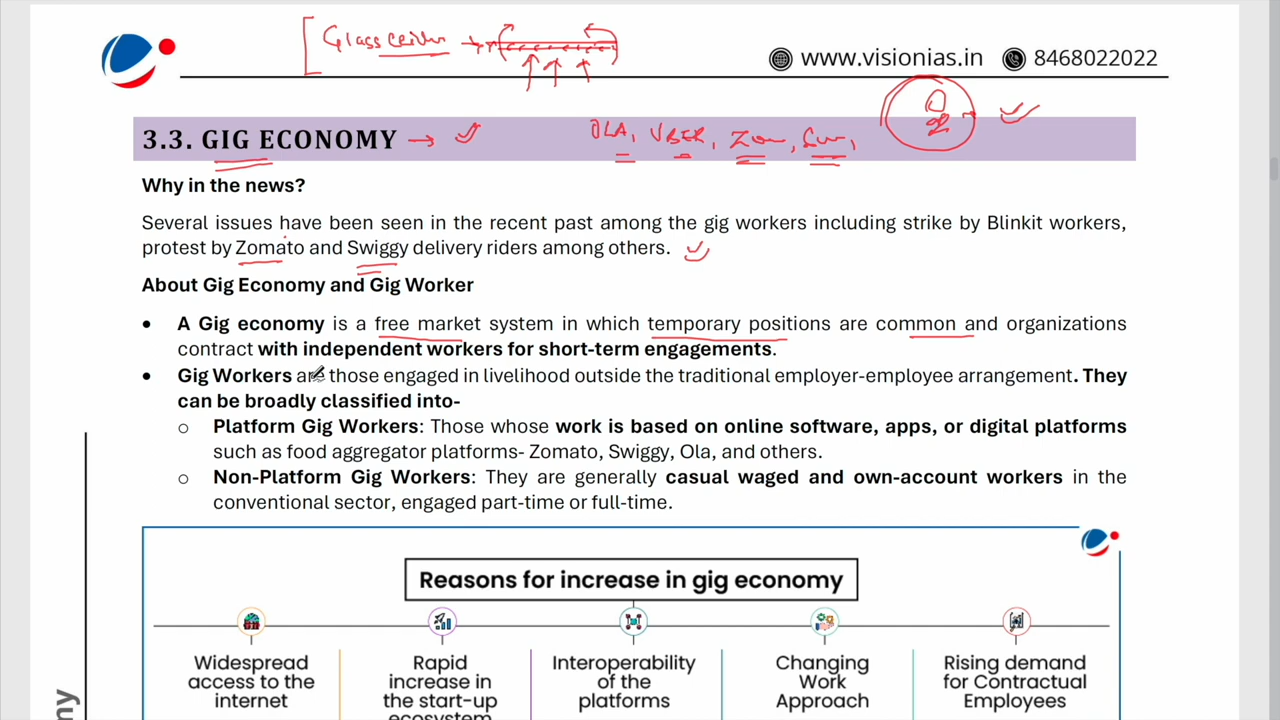 Glass ceiling
www.visionias.in 8468022022
3.3. GIG ECONOMY OLA, UBER, Zom, Swi,
Why in the news?
Several issues have been seen in the recent past among the gig workers including strike by Blinkit workers,
protest by Zomato and Swiggy delivery riders among others.
About Gig Economy and Gig Worker
• A Gig economy is a free market system in which temporary positions are common and organizations
contract with independent workers for short-term engagements.
• Gig Workers are those engaged in livelihood outside the traditional employer-employee arrangement. They
can be broadly classified into-
o Platform Gig Workers: Those whose work is based on online software, apps, or digital platforms
such as food aggregator platforms- Zomato, Swiggy, Ola, and others.
o Non-Platform Gig Workers: They are generally casual waged and own-account workers in the
conventional sector, engaged part-time or full-time.
Reasons for increase in gig economy
Widespread
access to the
internet
Rapid
increase in
the start-up
ecosystem
Interoperability
of the
platforms
Changing
Work
Approach
Rising demand
for Contractual
Employees
my